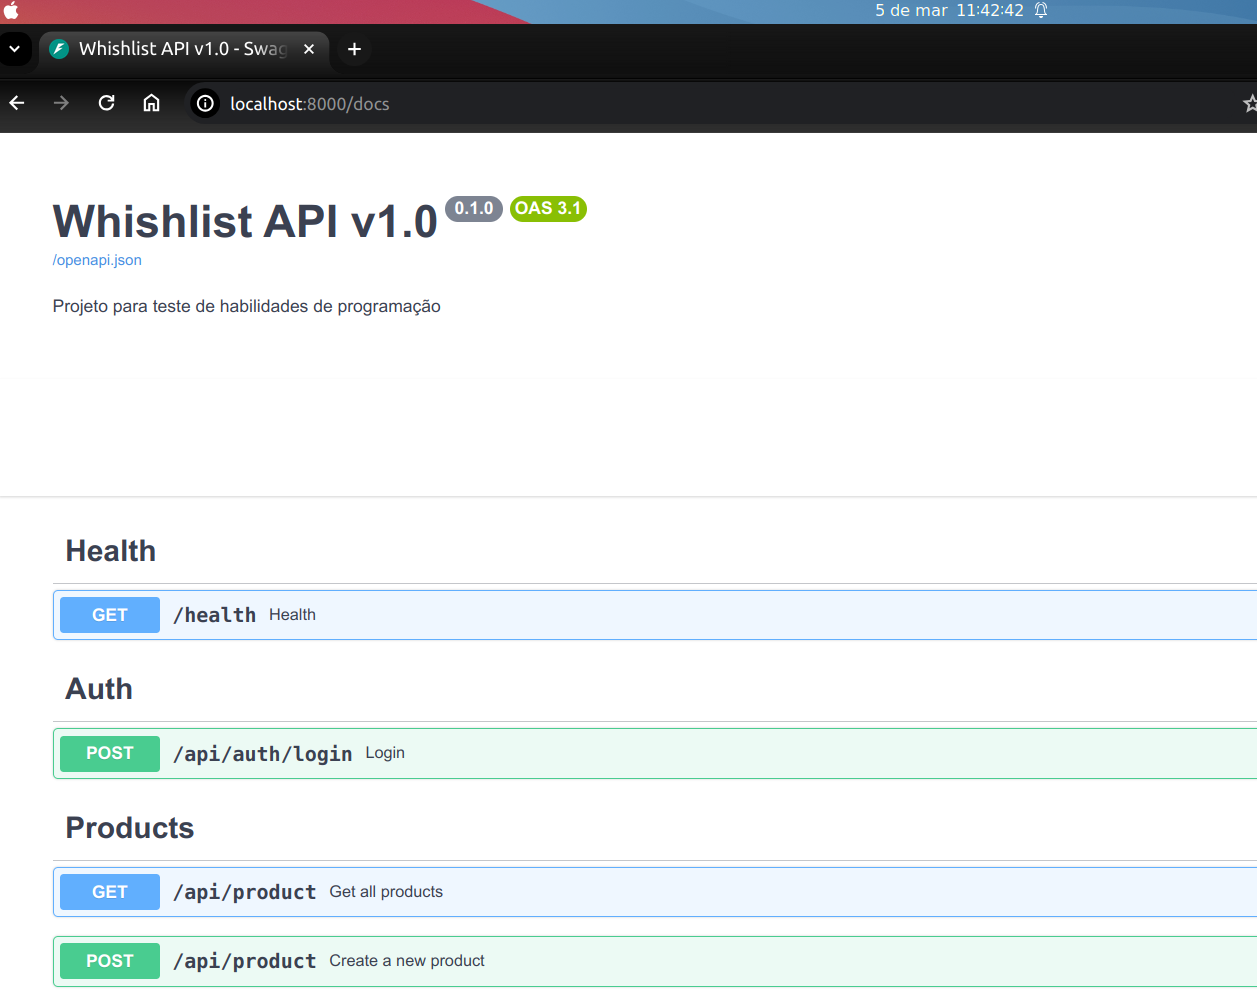 5 de mar 11:42:42
Whishlist API v1.0 - Swag
localhost:8000/docs
Whishlist API v1.0 0.1.0 OAS 3.1
/openapi.json
Projeto para teste de habilidades de programação
Health
GET /health Health
Auth
POST /api/auth/login Login
Products
GET /api/product Get all products
POST /api/product Create a new product